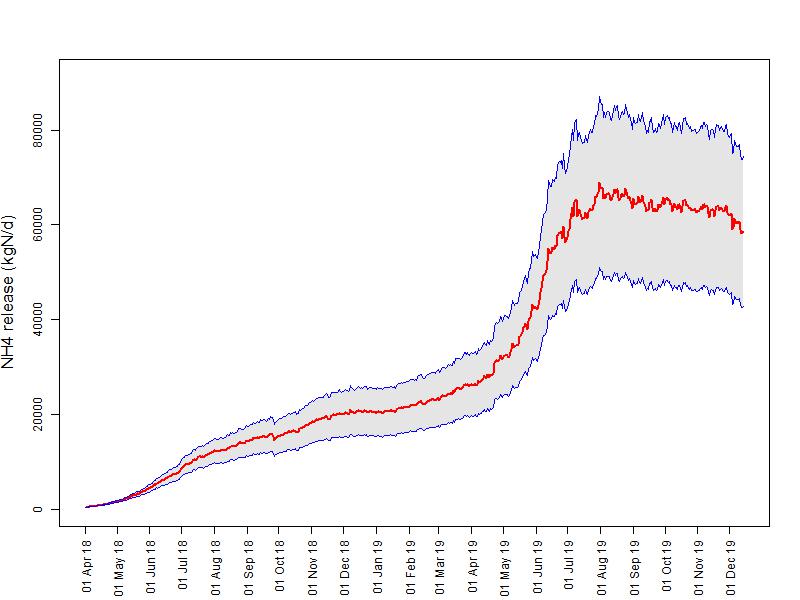 NH4 release (kgN/d)
80000
60000
40000
20000
0
01 Apr 18
01 May 18
01 Jun 18
01 Jul 18
01 Aug 18
01 Sep 18
01 Oct 18
01 Nov 18
01 Dec 18
01 Jan 19
01 Feb 19
01 Mar 19
01 Apr 19
01 May 19
01 Jun 19
01 Jul 19
01 Aug 19
01 Sep 19
01 Oct 19
01 Nov 19
01 Dec 19